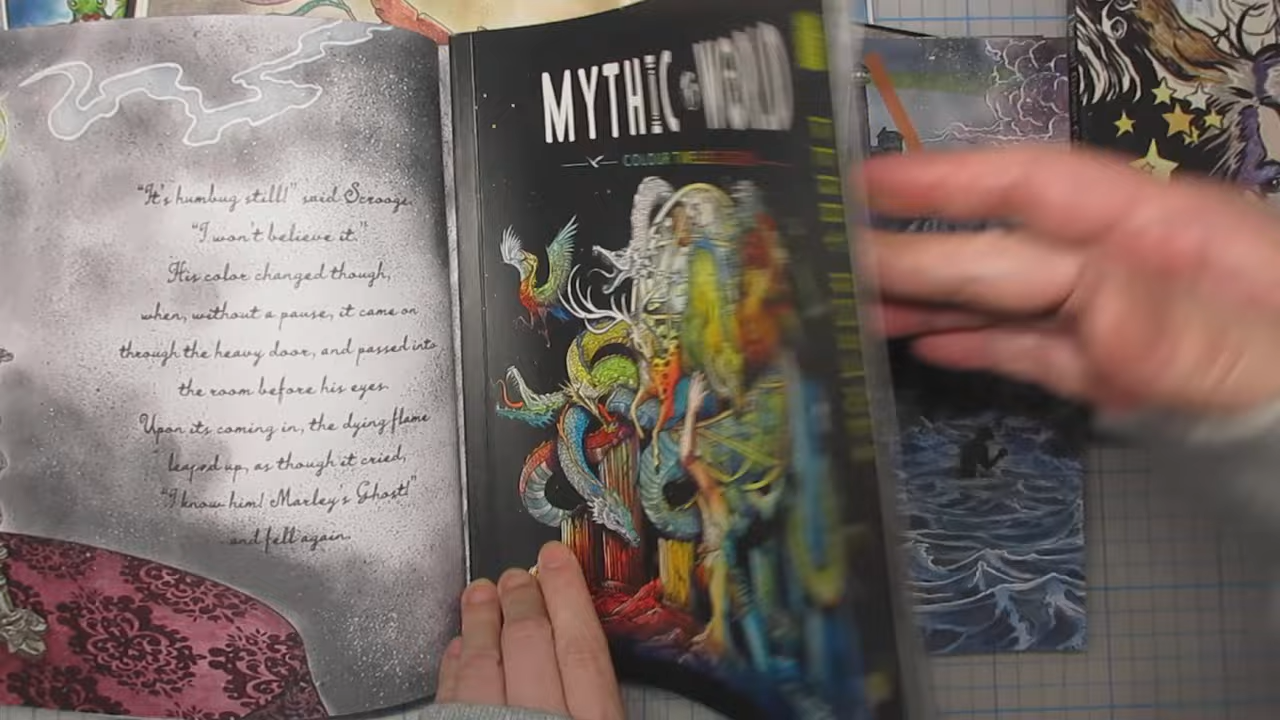 "It's humbug still!" said Scrooge.
"I won't believe it."
His color changed though,
when, without a pause, it came on
through the heavy door, and passed into
the room before his eyes.
Upon its coming in, the dying flame
leaped up, as though it cried,
"I know him! Marley's Ghost!"
and fell again.
MYTHIC WORLD